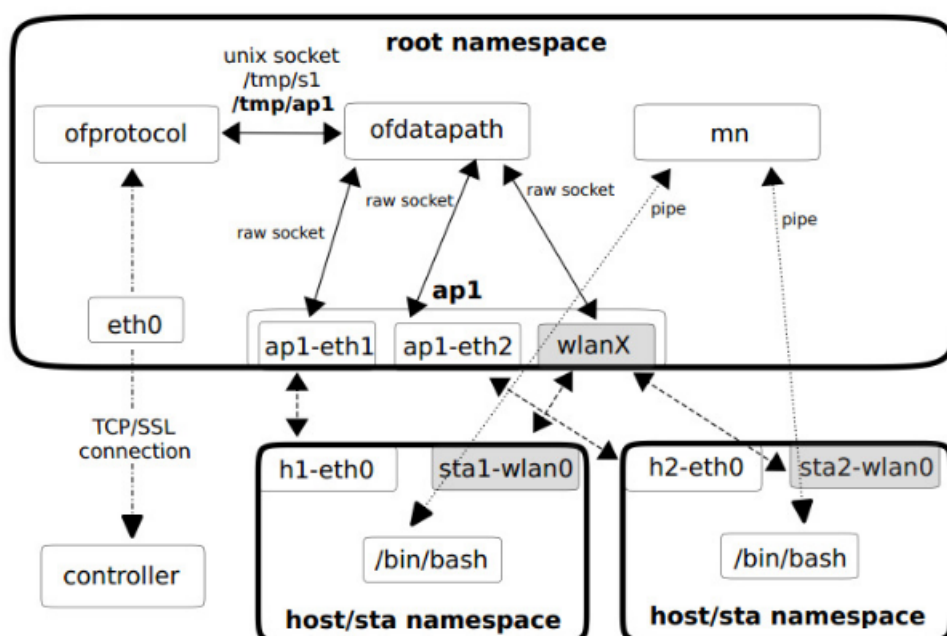 root namespace
unix socket
/tmp/s1
/tmp/ap1
ofprotocol
ofdatapath
mn
raw socket
raw socket
raw socket
pipe
pipe
ap1
eth0
ap1-eth1
ap1-eth2
wlanX
TCP/SSL
connection
h1-eth0
sta1-wlan0
h2-eth0
sta2-wlan0
/bin/bash
/bin/bash
controller
host/sta namespace
host/sta namespace